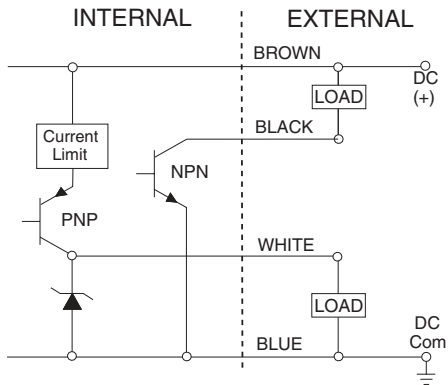 INTERNAL
EXTERNAL
BROWN
DC
(+)
LOAD
BLACK
Current
Limit
NPN
PNP
WHITE
LOAD
DC
Com
BLUE